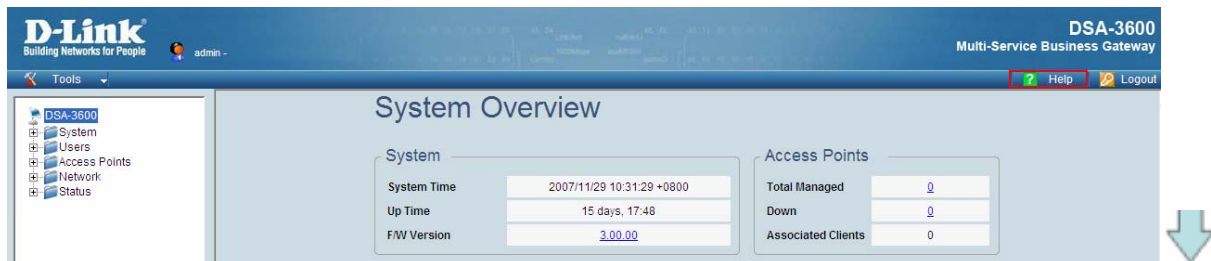 D-Link
Building Networks for People
admin -
DSA-3600
Multi-Service Business Gateway
Tools
? Help
Logout
DSA-3600
System
Users
Access Points
Network
Status
System Overview
System
System Time 2007/11/29 10:31:29 +0800
Up Time 15 days, 17:48
F/W Version 3.00.00
Access Points
Total Managed 0
Down 0
Associated Clients 0